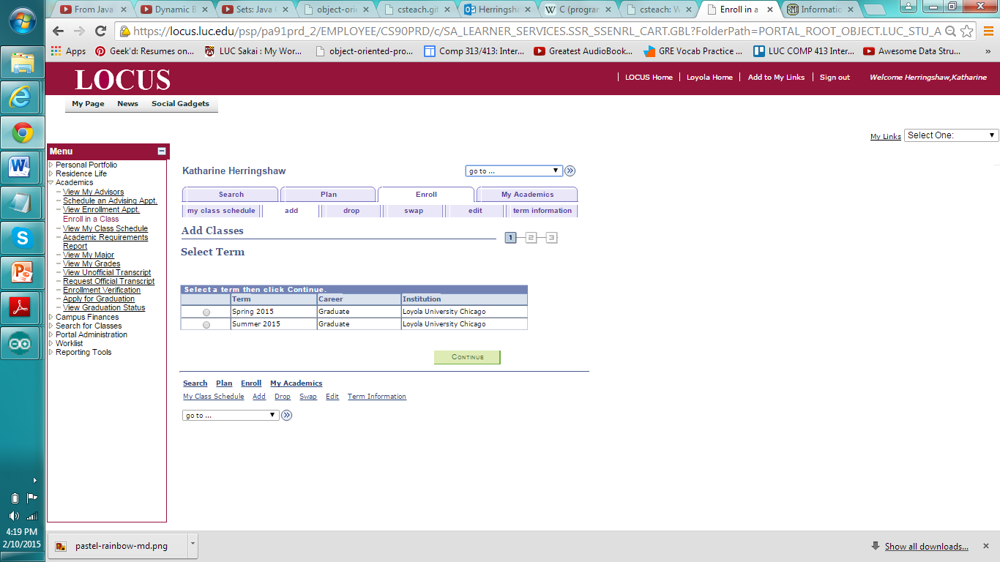 From Java Dynamic B Sets: Java object-orie csteach.git Herringsha C (program csteach: W Enroll in a Informatio
https://locus.luc.edu/psp/pa91prd_2/EMPLOYEE/CS90PRD/c/SA_LEARNER_SERVICES.SSR_SSENRL_CART.GBL?FolderPath=PORTAL_ROOT_OBJECT.LUC_STU_A
Apps Geek'd: Resumes on... LUC Sakai : My Wor... object-oriented-pro... Comp 313/413: Inter... Greatest AudioBook... GRE Vocab Practice ... LUC COMP 413 Inter... Awesome Data Stru... »
LOCUS
LOCUS Home Loyola Home Add to My Links Sign out Welcome Herringshaw,Katharine
My Page News Social Gadgets
My Links Select One:
Menu
Personal Portfolio
Residence Life
Academics
View My Advisors
Schedule an Advising Appt.
View Enrollment Appt.
Enroll in a Class
View My Class Schedule
Academic Requirements
Report
View My Major
View My Grades
View Unofficial Transcript
Request Official Transcript
Enrollment Verification
Apply for Graduation
View Graduation Status
Campus Finances
Search for Classes
Portal Administration
Worklist
Reporting Tools
Katharine Herringshaw
go to ...
Search Plan Enroll My Academics
my class schedule add drop swap edit term information
Add Classes
1 2 3
Select Term
Select a term then click Continue.
Term Career Institution
Spring 2015 Graduate Loyola University Chicago
Summer 2015 Graduate Loyola University Chicago
CONTINUE
Search Plan Enroll My Academics
My Class Schedule Add Drop Swap Edit Term Information
go to ...
4:19 PM
2/10/2015
pastel-rainbow-md.png
Show all downloads...